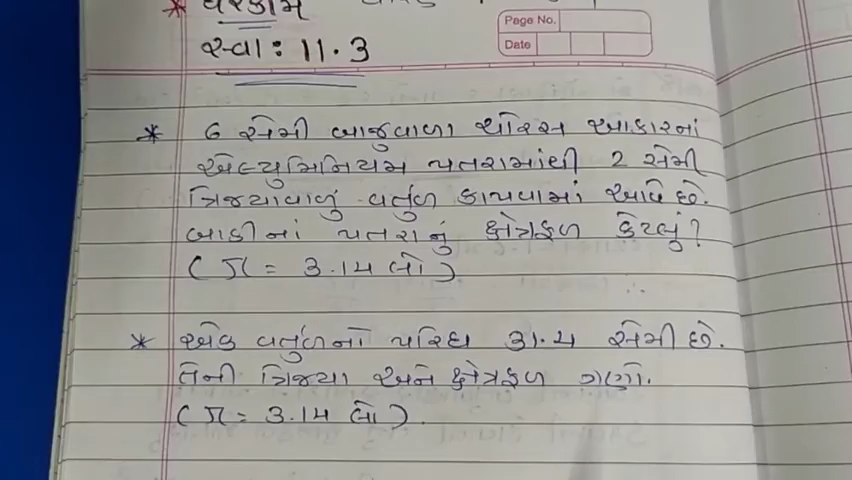 * ઘરકામ
Page No.
Date
સ્વા: 11.3
* 6 સેમી બાજુવાળા ચોરસ આકારનાં
એલ્યુમિનિયમ પતરામાંથી 2 સેમી
ત્રિજ્યાવાળું વર્તુળ કાપવામાં આવે છે.
બાકીનાં પતરાનું ક્ષેત્રફળ કેટલું?
(π = 3.14 લો)
* એક વર્તુળનો પરિઘ 31.4 સેમી છે.
તેની ત્રિજ્યા અને ક્ષેત્રફળ ગણો.
(π = 3.14 લો).